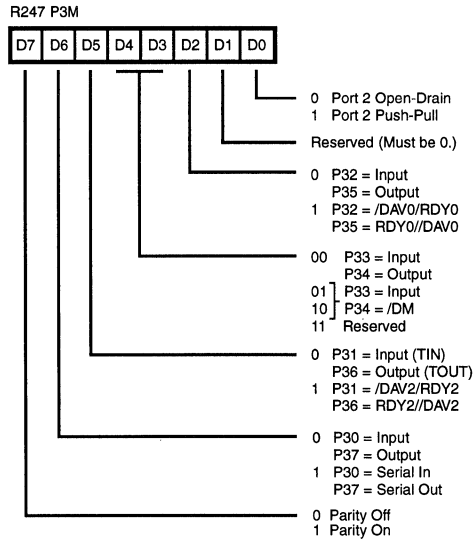 R247 P3M
D7 D6 D5 D4 D3 D2 D1 D0
0 Port 2 Open-Drain
1 Port 2 Push-Pull
Reserved (Must be 0.)
0 P32 = Input
P35 = Output
1 P32 = /DAV0/RDY0
P35 = RDY0//DAV0
00 P33 = Input
P34 = Output
01 P33 = Input
10 P34 = /DM
11 Reserved
0 P31 = Input (TIN)
P36 = Output (TOUT)
1 P31 = /DAV2/RDY2
P36 = RDY2//DAV2
0 P30 = Input
P37 = Output
1 P30 = Serial In
P37 = Serial Out
0 Parity Off
1 Parity On